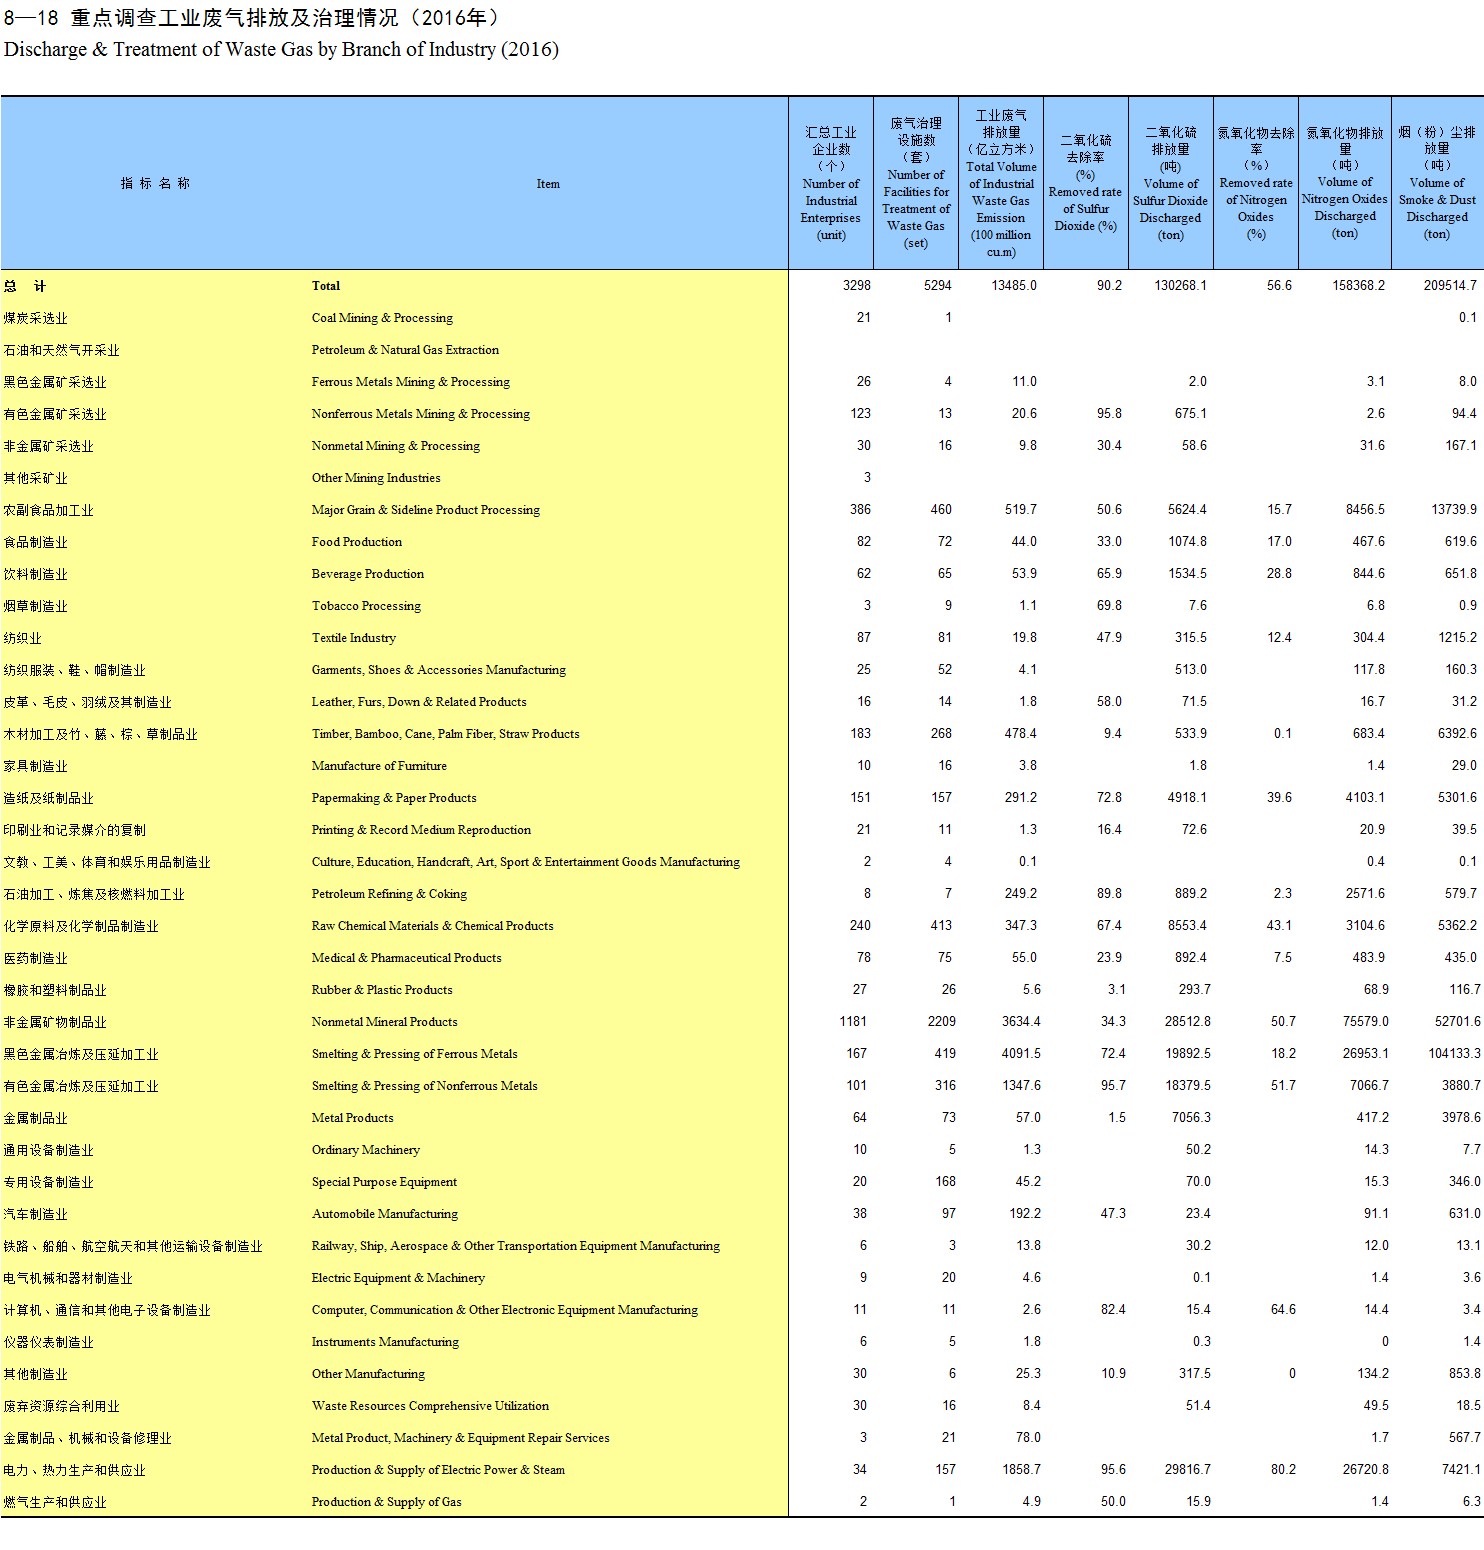 8—18 重点调查工业废气排放及治理情况（2016年）
Discharge & Treatment of Waste Gas by Branch of Industry (2016)
指 标 名 称
Item
汇总工业
企业数
（个）
Number of
Industrial
Enterprises
(unit)
废气治理
设施数
（套）
Number of
Facilities for
Treatment of
Waste Gas
(set)
工业废气
排放量
（亿立方米）
Total Volume
of Industrial
Waste Gas
Emission
(100 million
cu.m)
二氧化硫
去除率
(%)
Removed rate
of Sulfur
Dioxide (%)
二氧化硫
排放量
(吨)
Volume of
Sulfur Dioxide
Discharged
(ton)
氮氧化物去除
率
（%）
Removed rate
of Nitrogen
Oxides
(%)
氮氧化物排放
量
（吨）
Volume of
Nitrogen Oxides
Discharged
(ton)
烟（粉）尘排
放量
(吨)
Volume of
Smoke & Dust
Discharged
(ton)
总 计 Total 3298 5294 13485.0 90.2 130268.1 56.6 158368.2 209514.7
煤炭采选业 Coal Mining & Processing 21 1 0.1
石油和天然气开采业 Petroleum & Natural Gas Extraction
黑色金属矿采选业 Ferrous Metals Mining & Processing 26 4 11.0 2.0 3.1 8.0
有色金属矿采选业 Nonferrous Metals Mining & Processing 123 13 20.6 95.8 675.1 2.6 94.4
非金属矿采选业 Nonmetal Mining & Processing 30 16 9.8 30.4 58.6 31.6 167.1
其他采矿业 Other Mining Industries 3
农副食品加工业 Major Grain & Sideline Product Processing 386 460 519.7 50.6 5624.4 15.7 8456.5 13739.9
食品制造业 Food Production 82 72 44.0 33.0 1074.8 17.0 467.6 619.6
饮料制造业 Beverage Production 62 65 53.9 65.9 1534.5 28.8 844.6 651.8
烟草制造业 Tobacco Processing 3 9 1.1 69.8 7.6 6.8 0.9
纺织业 Textile Industry 87 81 19.8 47.9 315.5 12.4 304.4 1215.2
纺织服装、鞋、帽制造业 Garments, Shoes & Accessories Manufacturing 25 52 4.1 513.0 117.8 160.3
皮革、毛皮、羽绒及其制造业 Leather, Furs, Down & Related Products 16 14 1.8 58.0 71.5 16.7 31.2
木材加工及竹、藤、棕、草制品业 Timber, Bamboo, Cane, Palm Fiber, Straw Products 183 268 478.4 9.4 533.9 0.1 683.4 6392.6
家具制造业 Manufacture of Furniture 10 16 3.8 1.8 1.4 29.0
造纸及纸制品业 Papermaking & Paper Products 151 157 291.2 72.8 4918.1 39.6 4103.1 5301.6
印刷业和记录媒介的复制 Printing & Record Medium Reproduction 21 11 1.3 16.4 72.6 20.9 39.5
文教、工美、体育和娱乐用品制造业 Culture, Education, Handcraft, Art, Sport & Entertainment Goods Manufacturing 2 4 0.1 0.4 0.1
石油加工、炼焦及核燃料加工业 Petroleum Refining & Coking 8 7 249.2 89.8 889.2 2.3 2571.6 579.7
化学原料及化学制品制造业 Raw Chemical Materials & Chemical Products 240 413 347.3 67.4 8553.4 43.1 3104.6 5362.2
医药制造业 Medical & Pharmaceutical Products 78 75 55.0 23.9 892.4 7.5 483.9 435.0
橡胶和塑料制品业 Rubber & Plastic Products 27 26 5.6 3.1 293.7 68.9 116.7
非金属矿物制品业 Nonmetal Mineral Products 1181 2209 3634.4 34.3 28512.8 50.7 75579.0 52701.6
黑色金属冶炼及压延加工业 Smelting & Pressing of Ferrous Metals 167 419 4091.5 72.4 19892.5 18.2 26953.1 104133.3
有色金属冶炼及压延加工业 Smelting & Pressing of Nonferrous Metals 101 316 1347.6 95.7 18379.5 51.7 7066.7 3880.7
金属制品业 Metal Products 64 73 57.0 1.5 7056.3 417.2 3978.6
通用设备制造业 Ordinary Machinery 10 5 1.3 50.2 14.3 7.7
专用设备制造业 Special Purpose Equipment 20 168 45.2 70.0 15.3 346.0
汽车制造业 Automobile Manufacturing 38 97 192.2 47.3 23.4 91.1 631.0
铁路、船舶、航空航天和其他运输设备制造业 Railway, Ship, Aerospace & Other Transportation Equipment Manufacturing 6 3 13.8 30.2 12.0 13.1
电气机械和器材制造业 Electric Equipment & Machinery 9 20 4.6 0.1 1.4 3.6
计算机、通信和其他电子设备制造业 Computer, Communication & Other Electronic Equipment Manufacturing 11 11 2.6 82.4 15.4 64.6 14.4 3.4
仪器仪表制造业 Instruments Manufacturing 6 5 1.8 0.3 0 1.4
其他制造业 Other Manufacturing 30 6 25.3 10.9 317.5 0 134.2 853.8
废弃资源综合利用业 Waste Resources Comprehensive Utilization 30 16 8.4 51.4 49.5 18.5
金属制品、机械和设备修理业 Metal Product, Machinery & Equipment Repair Services 3 21 78.0 1.7 567.7
电力、热力生产和供应业 Production & Supply of Electric Power & Steam 34 157 1858.7 95.6 29816.7 80.2 26720.8 7421.1
燃气生产和供应业 Production & Supply of Gas 2 1 4.9 50.0 15.9 1.4 6.3